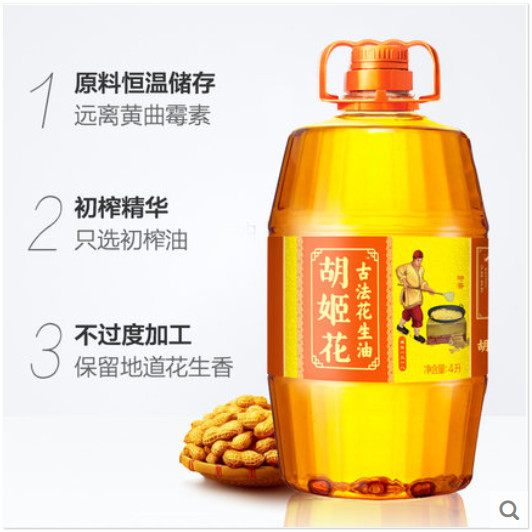 1
原料恒温储存
远离黄曲霉素
2
初榨精华
只选初榨油
3
不过度加工
保留地道花生香
胡姬花
古法花生油
净含量:4升
胡